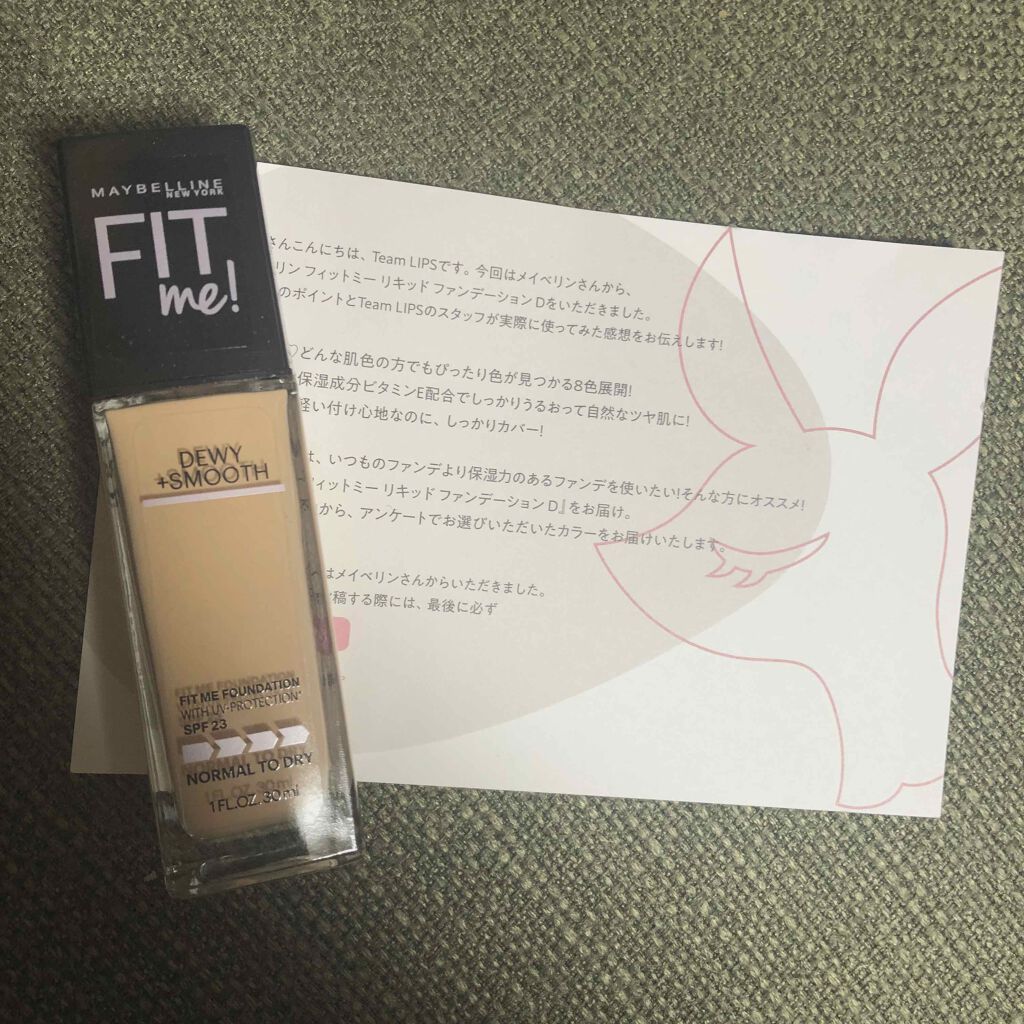 MAYBELLINE
NEW YORK
FIT
me!
DEWY
+SMOOTH
FIT ME FOUNDATION
WITH UV-PROTECTION*
SPF 23
NORMAL TO DRY
1 FL.OZ. 30 ml
さんこんにちは、Team LIPSです。今回はメイベリンさんから、
リン フィットミー リキッド ファンデーション Dをいただきました。
のポイントとTeam LIPSのスタッフが実際に使ってみた感想をお伝えします!
♡どんな肌色の方でもぴったり色が見つかる8色展開!
保湿成分ビタミンE配合でしっかりうるおって自然なツヤ肌に!
軽い付け心地なのに、しっかりカバー!
は、いつものファンデより保湿力のあるファンデを使いたい!そんな方にオススメ!
フィットミー リキッド ファンデーション D』をお届け。
から、アンケートでお選びいただいたカラーをお届けいたします。
はメイベリンさんからいただきました。
稿する際には、最後に必ず